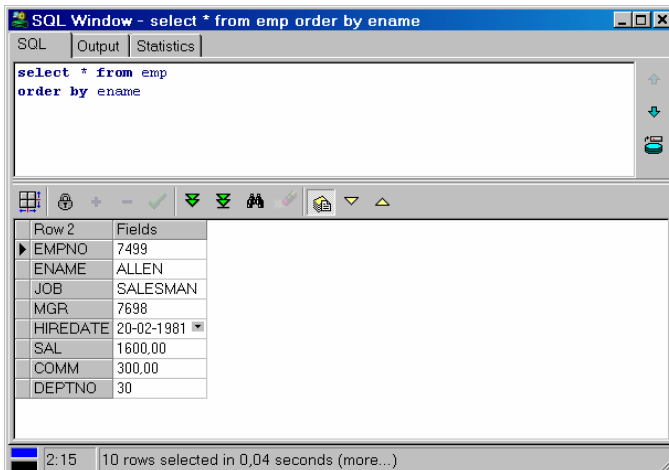 SQL Window - select * from emp order by ename
SQL Output Statistics
select * from emp
order by ename
Row 2 Fields
EMPNO 7499
ENAME ALLEN
JOB SALESMAN
MGR 7698
HIREDATE 20-02-1981
SAL 1600,00
COMM 300,00
DEPTNO 30
2:15 10 rows selected in 0,04 seconds (more...)